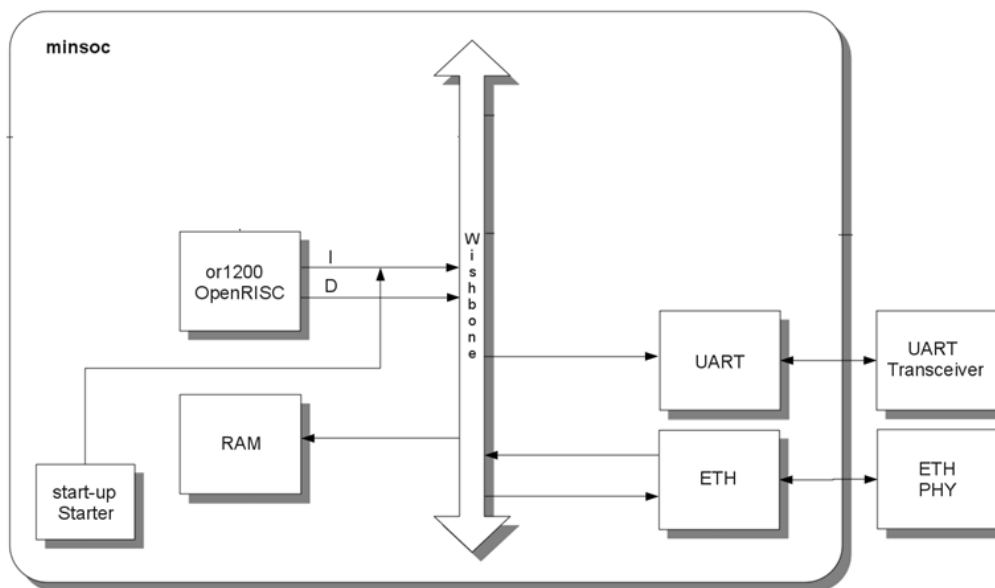 minsoc
or1200
OpenRISC
I
D
Wishbone
UART
UART
Transceiver
RAM
ETH
ETH
PHY
start-up
Starter